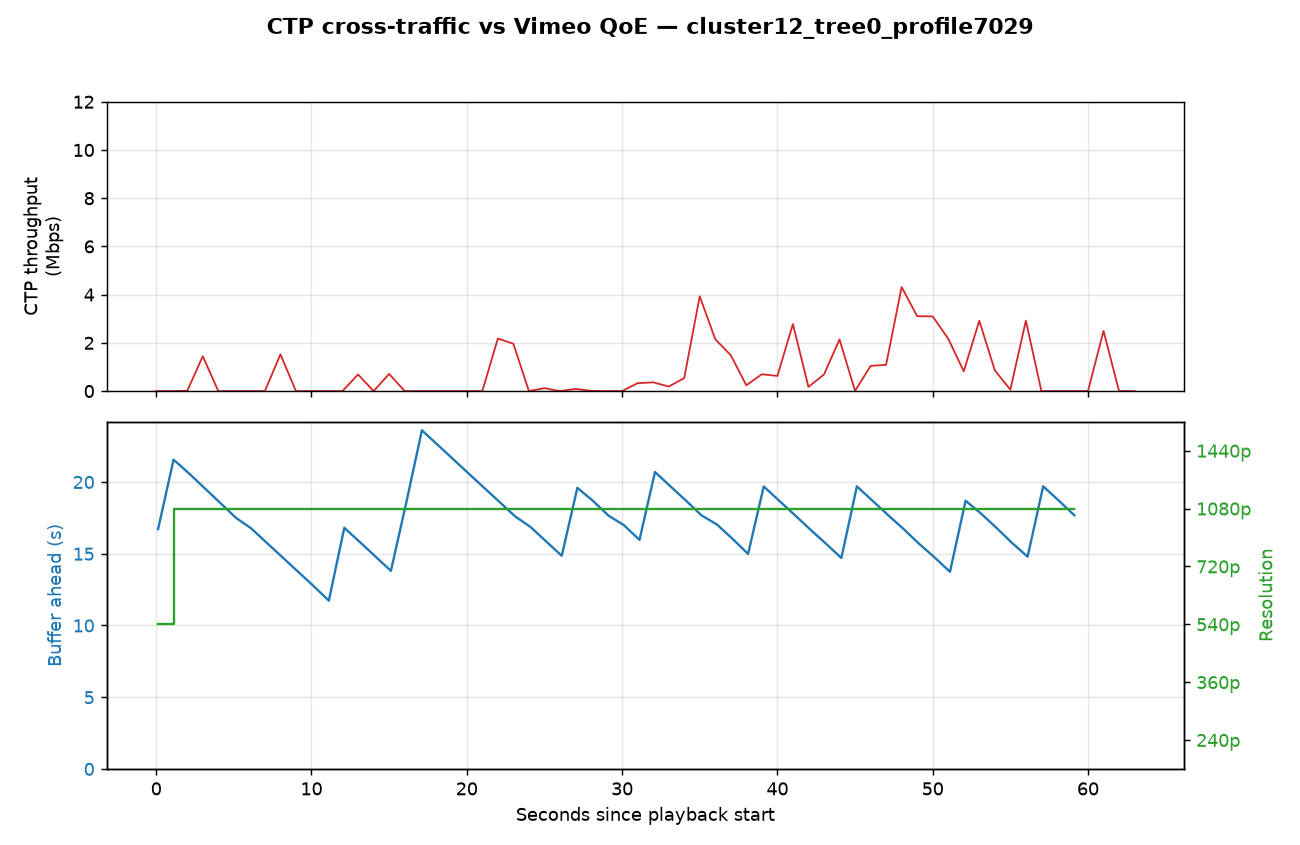 CTP cross-traffic vs Vimeo QoE — cluster12_tree0_profile7029
CTP throughput
(Mbps)
12
10
8
6
4
2
0
Buffer ahead (s)
20
15
10
5
0
1440p
1080p
720p
540p
360p
240p
Resolution
0 10 20 30 40 50 60
Seconds since playback start